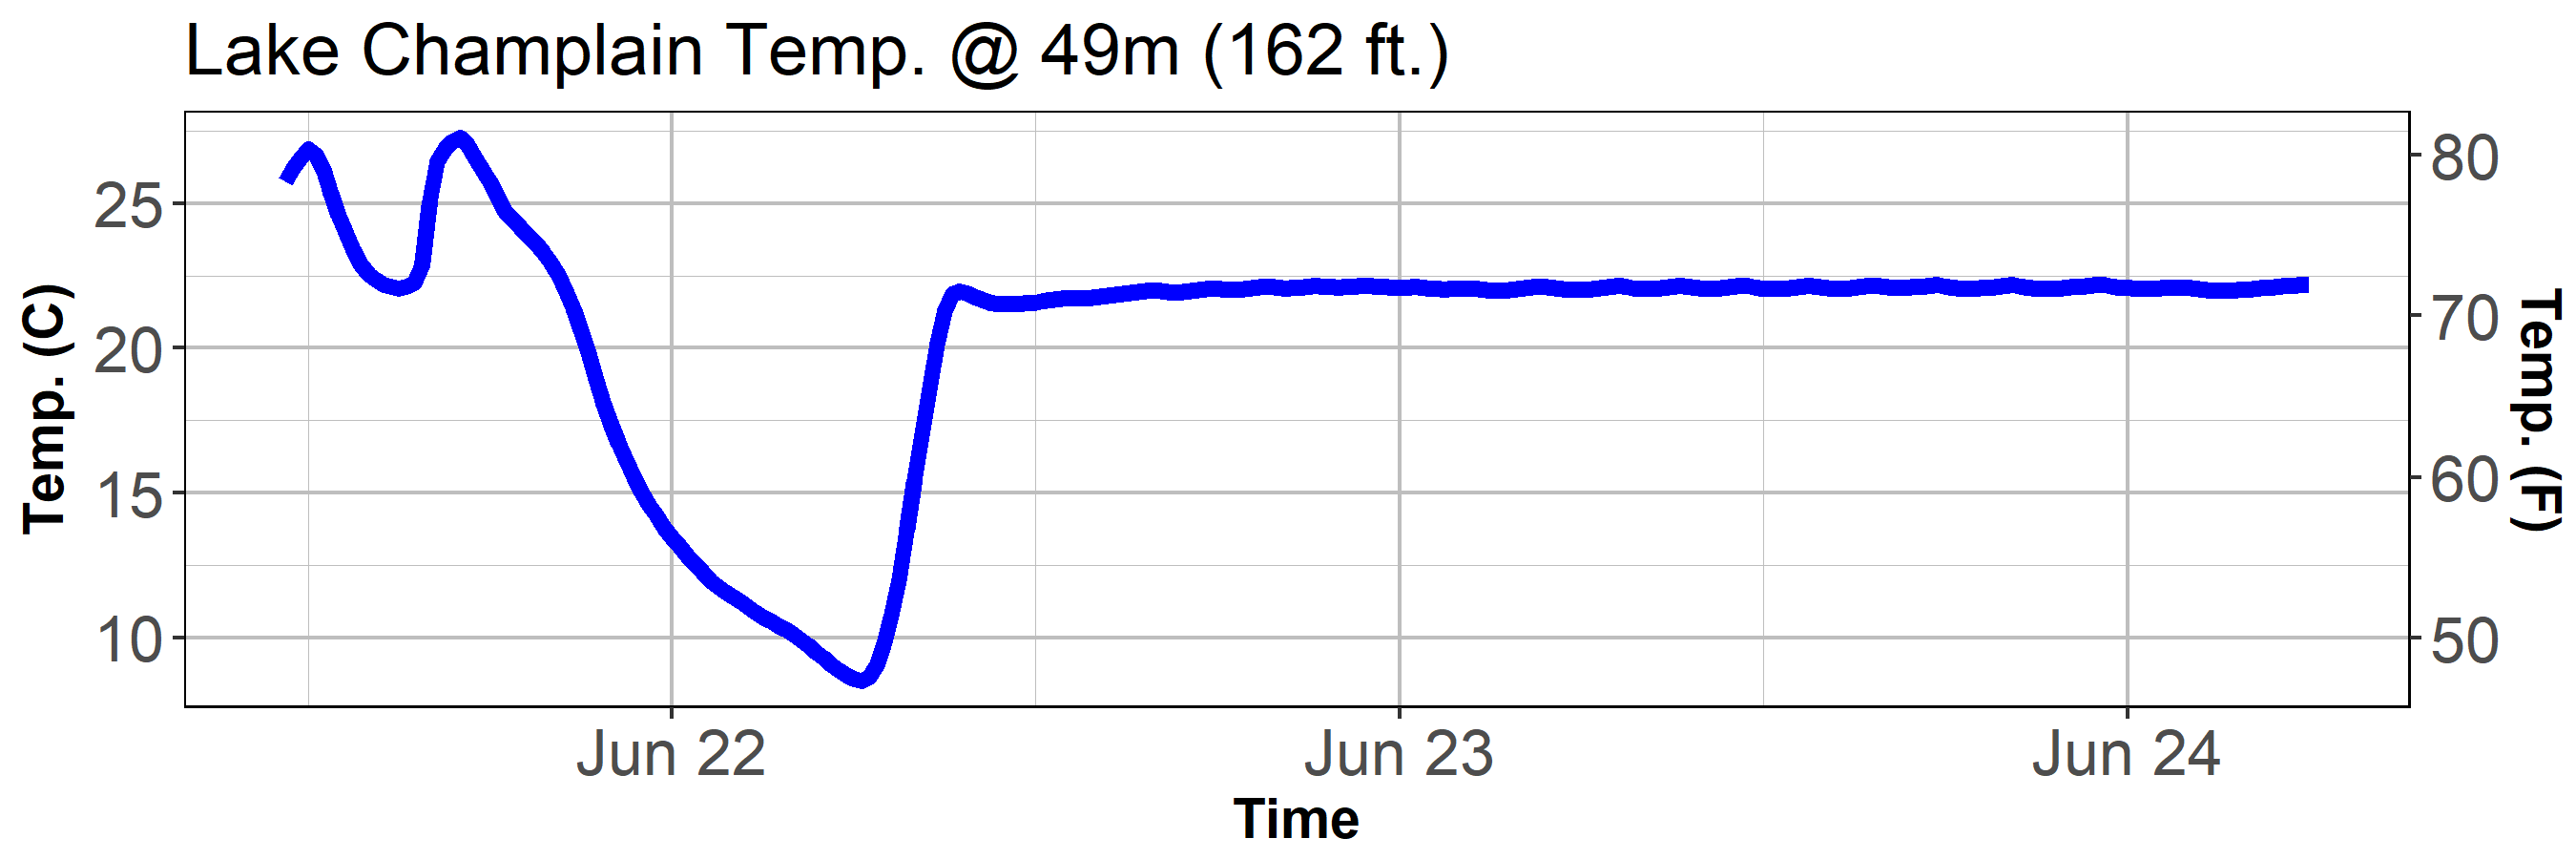 Lake Champlain Temp. @ 49m (162 ft.)
Temp. (C)
25
20
15
10
80
70
60
50
Temp. (F)
Jun 22
Jun 23
Jun 24
Time